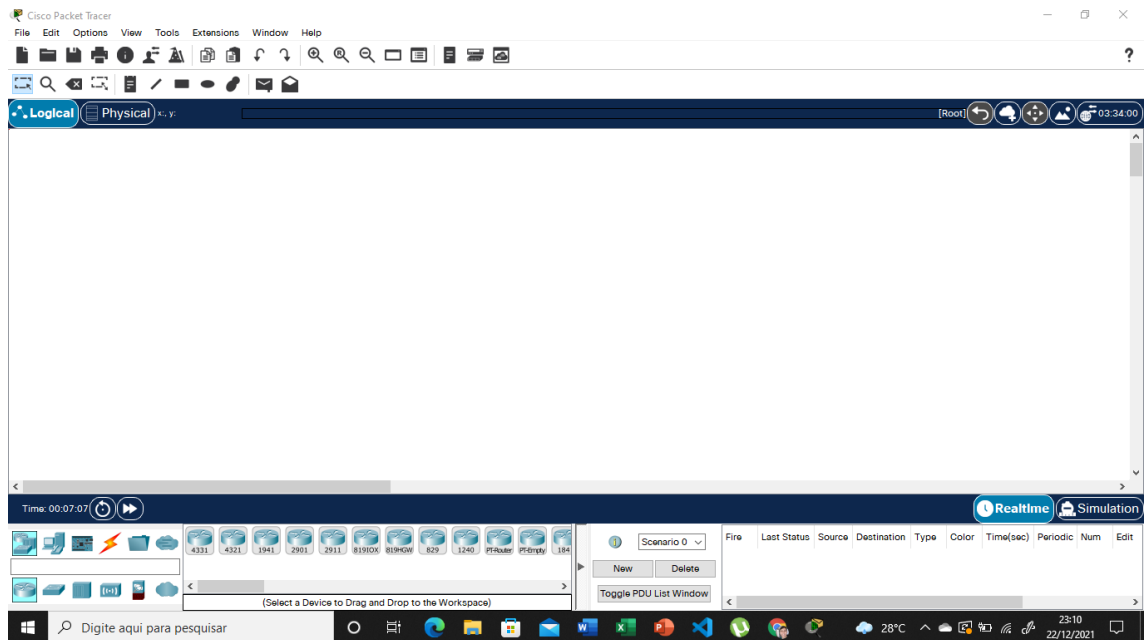 Cisco Packet Tracer
File Edit Options View Tools Extensions Window Help
?
Logical Physical x:, y: [Root] 03:34:00
Time: 00:07:07 Realtime Simulation
4331 4321 1941 2901 2911 819IOX 819HGW 829 1240 PT-Router PT-Empty 184
(Select a Device to Drag and Drop to the Workspace)
Scenario 0
New Delete
Toggle PDU List Window
Fire Last Status Source Destination Type Color Time(sec) Periodic Num Edit
Digite aqui para pesquisar
28°C
23:10
22/12/2021